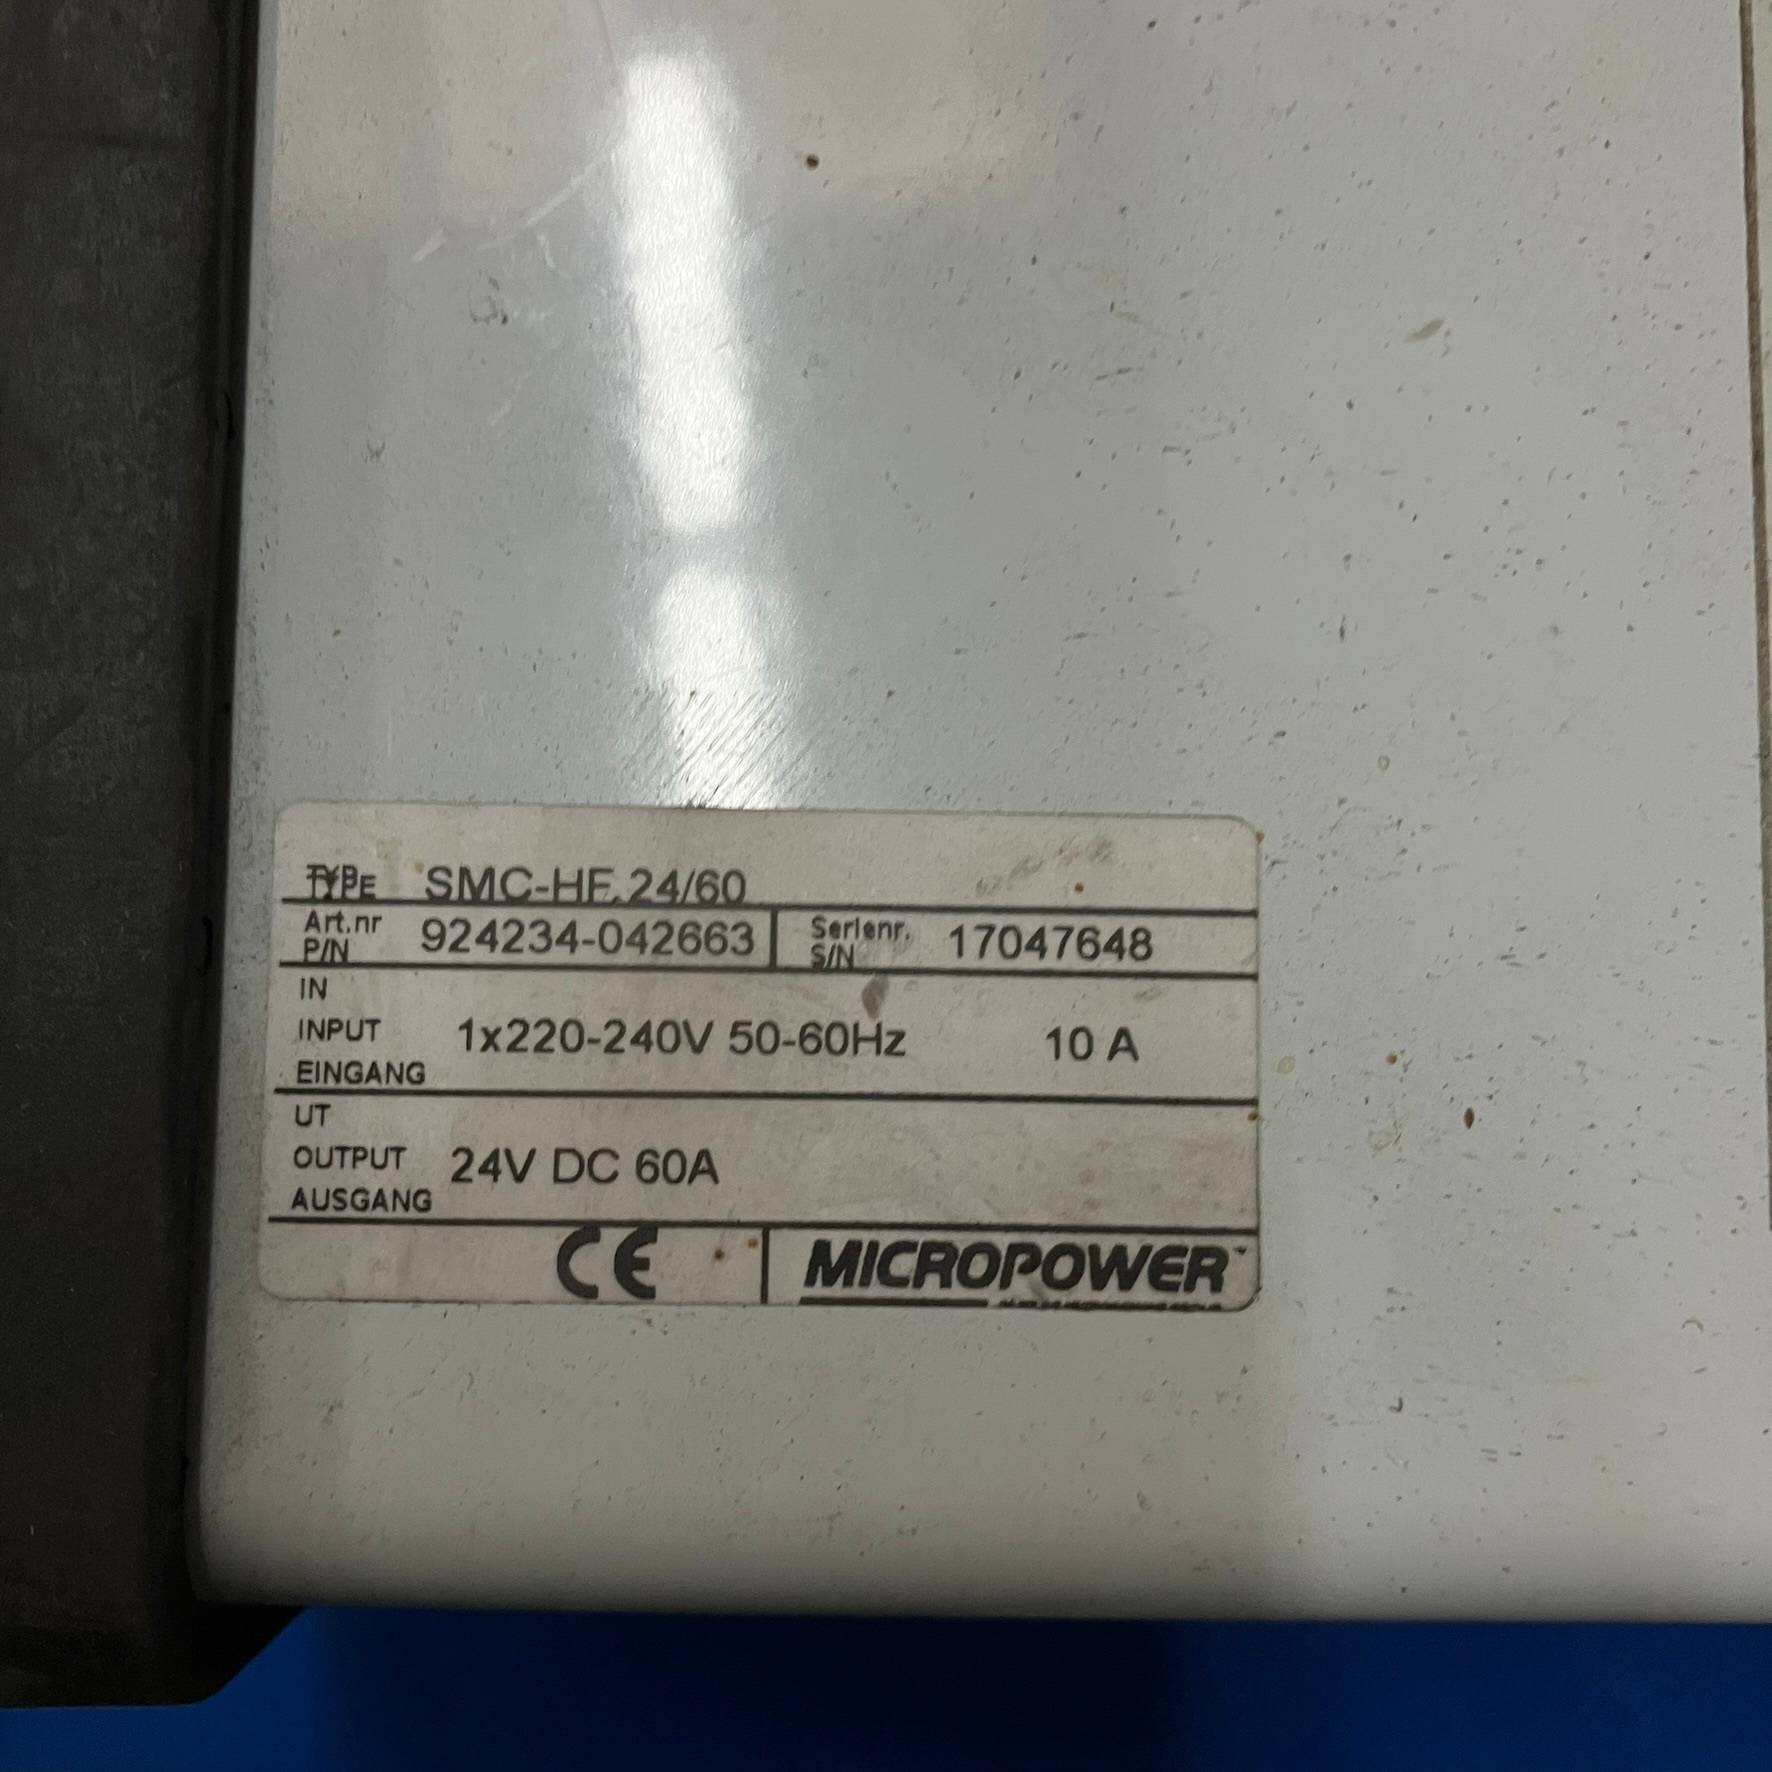 TYPE SMC-HF. 24/60
Art.nr
P/N 924234-042663
Serienr.
S/N 17047648
IN
INPUT 1x220-240V 50-60Hz 10 A
EINGANG
UT
OUTPUT 24V DC 60A
AUSGANG
CE MICROPOWER